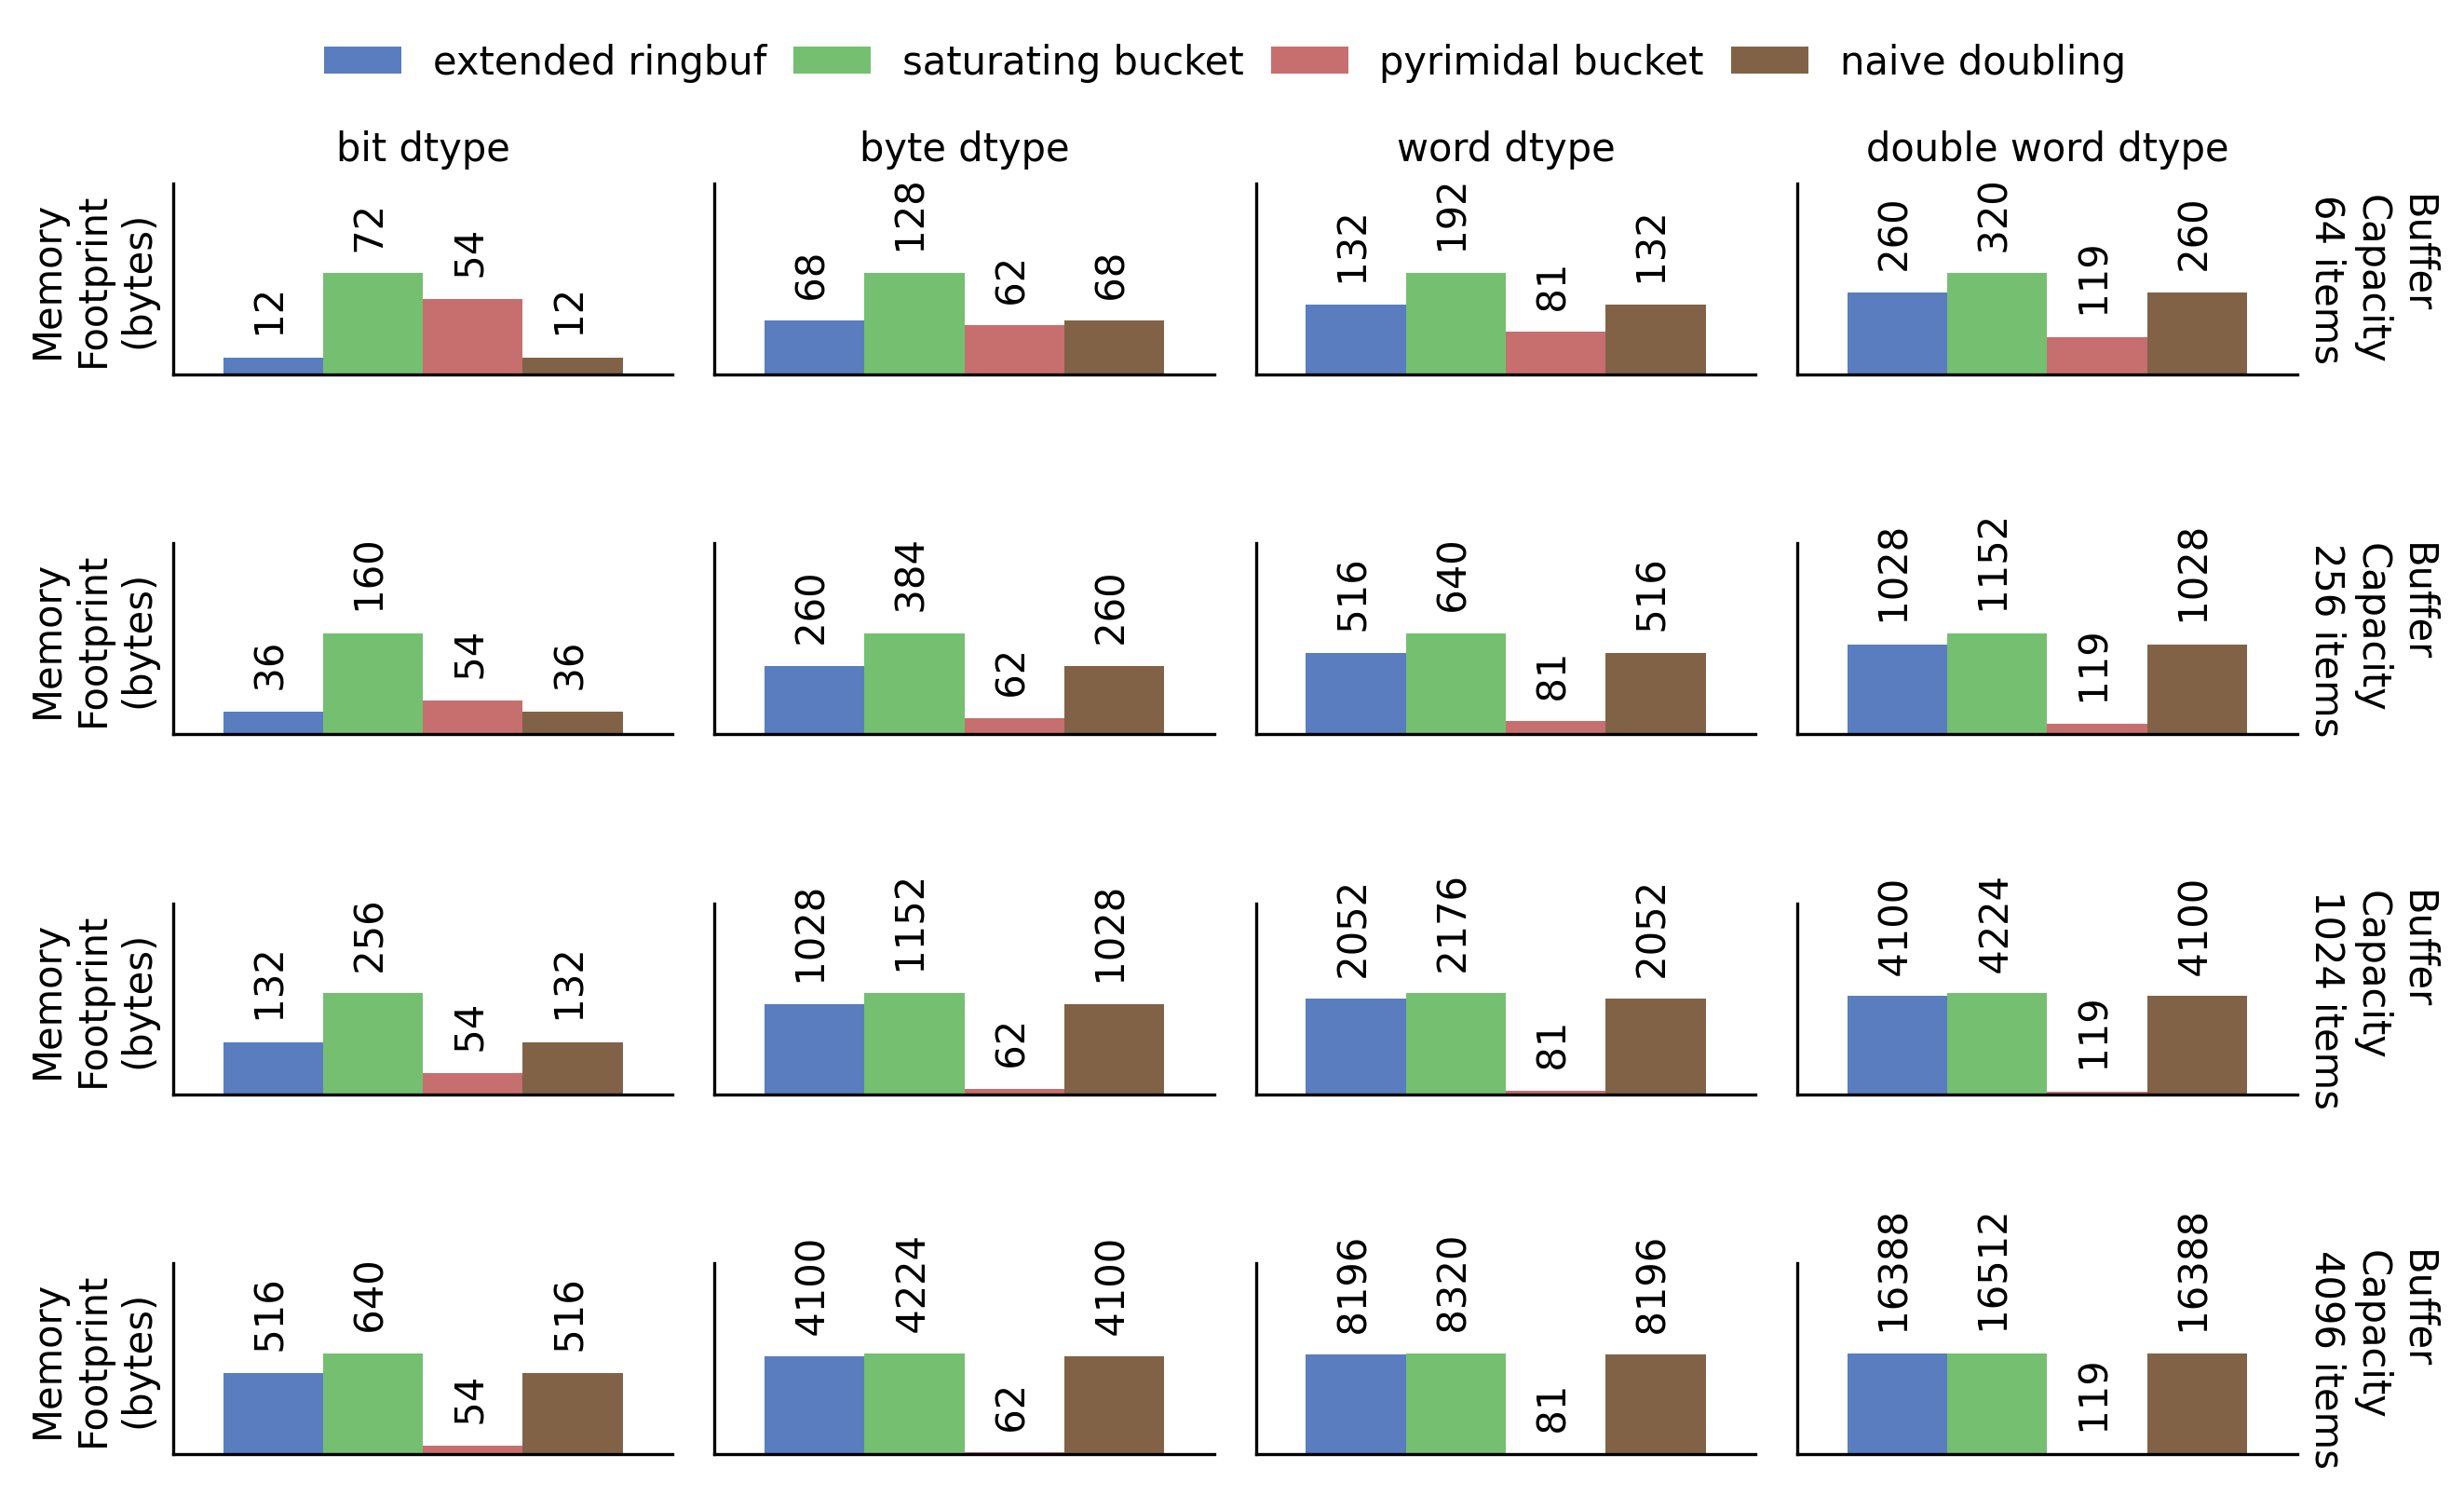 extended ringbuf saturating bucket pyrimidal bucket naive doubling
bit dtype byte dtype word dtype double word dtype
Memory
Footprint
(bytes)
12 72 54 12
68 128 62 68
132 192 81 132
260 320 119 260
Buffer
Capacity
64 items
Memory
Footprint
(bytes)
36 160 54 36
260 384 62 260
516 640 81 516
1028 1152 119 1028
Buffer
Capacity
256 items
Memory
Footprint
(bytes)
132 256 54 132
1028 1152 62 1028
2052 2176 81 2052
4100 4224 119 4100
Buffer
Capacity
1024 items
Memory
Footprint
(bytes)
516 640 54 516
4100 4224 62 4100
8196 8320 81 8196
16388 16512 119 16388
Buffer
Capacity
4096 items